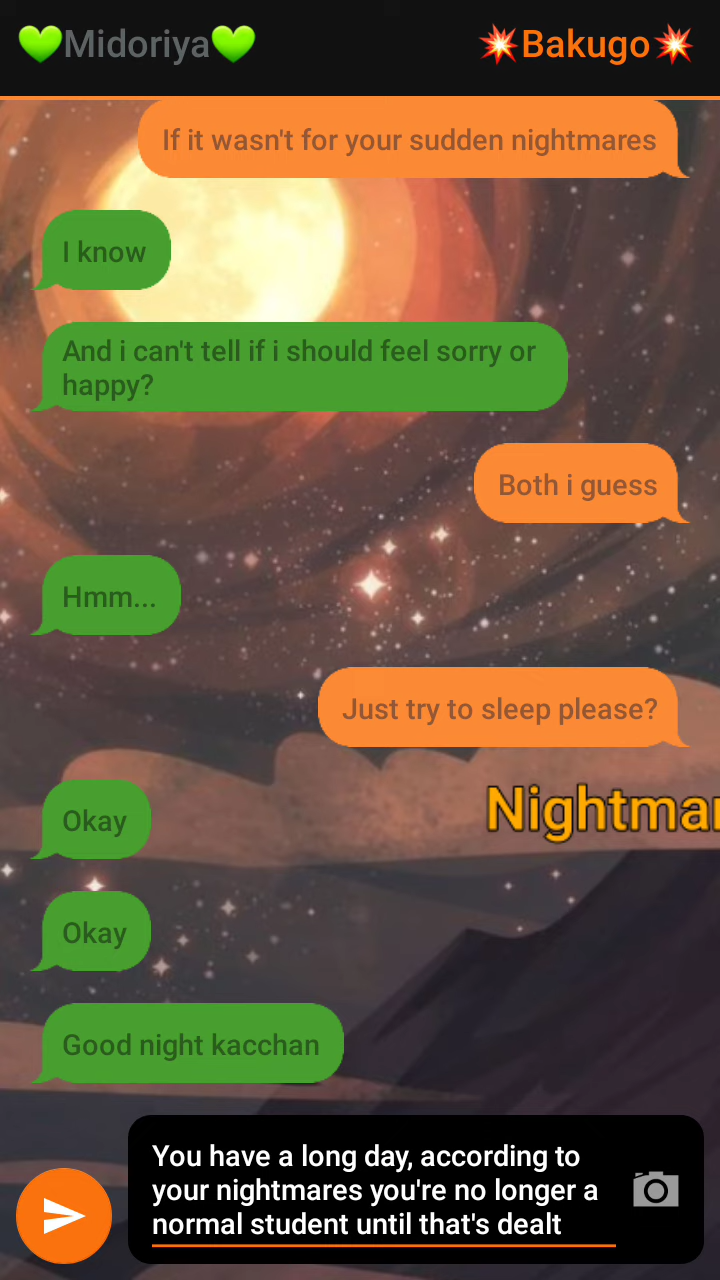 💚Midoriya💚
💥Bakugo💥
If it wasn't for your sudden nightmares
I know
And i can't tell if i should feel sorry or
happy?
Both i guess
Hmm...
Just try to sleep please?
Okay
Nightmar
Okay
Good night kacchan
You have a long day, according to
your nightmares you're no longer a
normal student until that's dealt